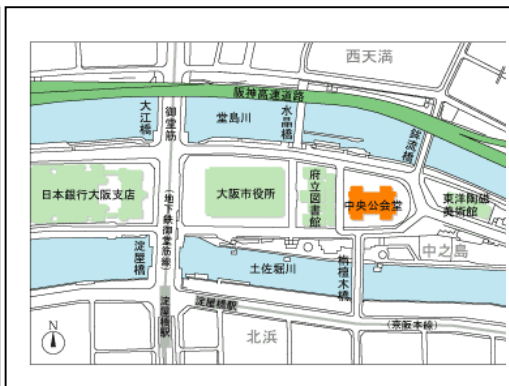 西天満
阪神高速道路
大江橋
御堂筋
堂島川
水晶橋
鉾流橋
日本銀行大阪支店
大阪市役所
府立図書館
中央公会堂
東洋陶磁
美術館
(地下鉄御堂筋線)
中之島
淀屋橋
土佐堀川
栴檀木橋
淀屋橋駅
淀屋橋駅
(京阪本線)
北浜
N